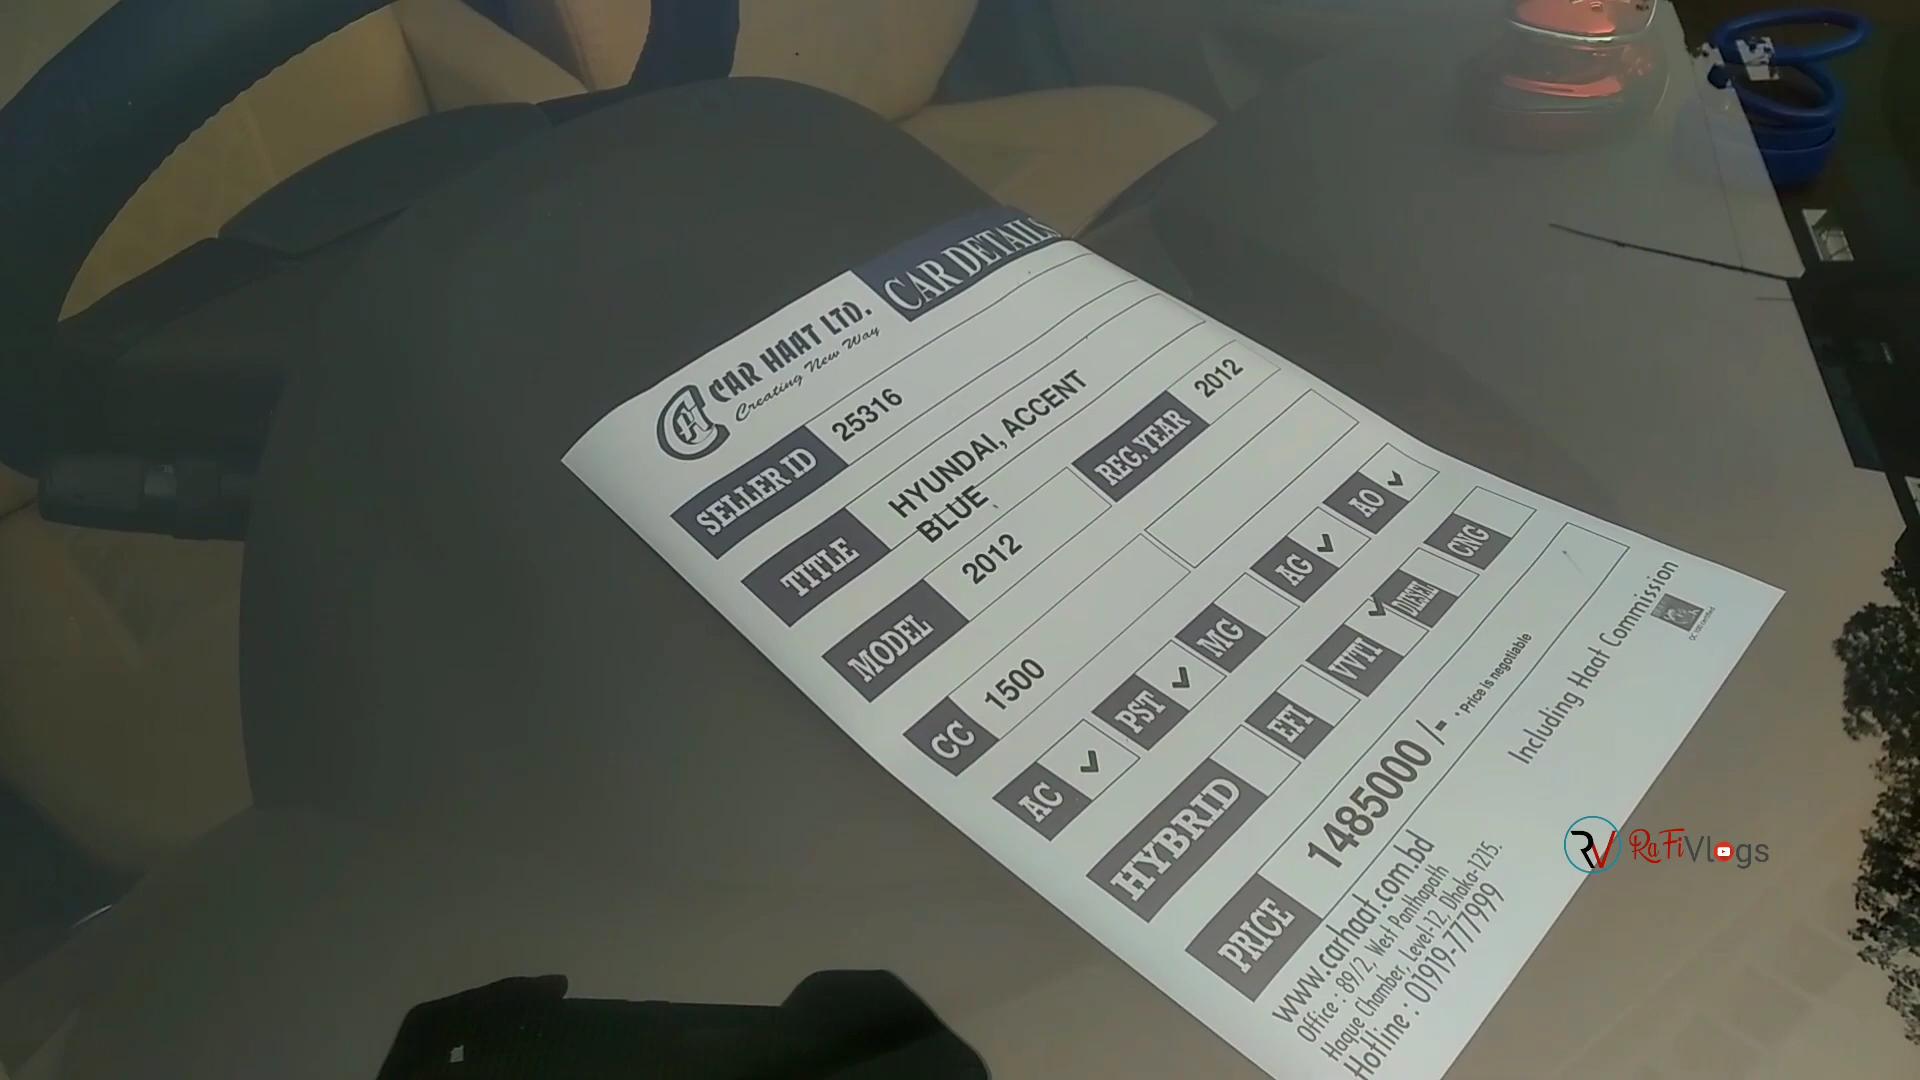 CAR HAAT LTD.
Creating New Way
CAR DETAILS
SELLER ID 25316
TITLE HYUNDAI, ACCENT
BLUE
MODEL 2012 REG. YEAR 2012
CC 1500
AC ✓ PST ✓ MG AG ✓ AO ✓
HYBRID EFI VVTI ✓ DIESEL CNG
PRICE 1485000 /- * Price is negotiable
Including Haat Commission
www.carhaat.com.bd
Office : 89/2, West Panthapath
Haque Chamber, Level-12, Dhaka-1215.
Hotline : 01919-777999
RV RaFiVlogs